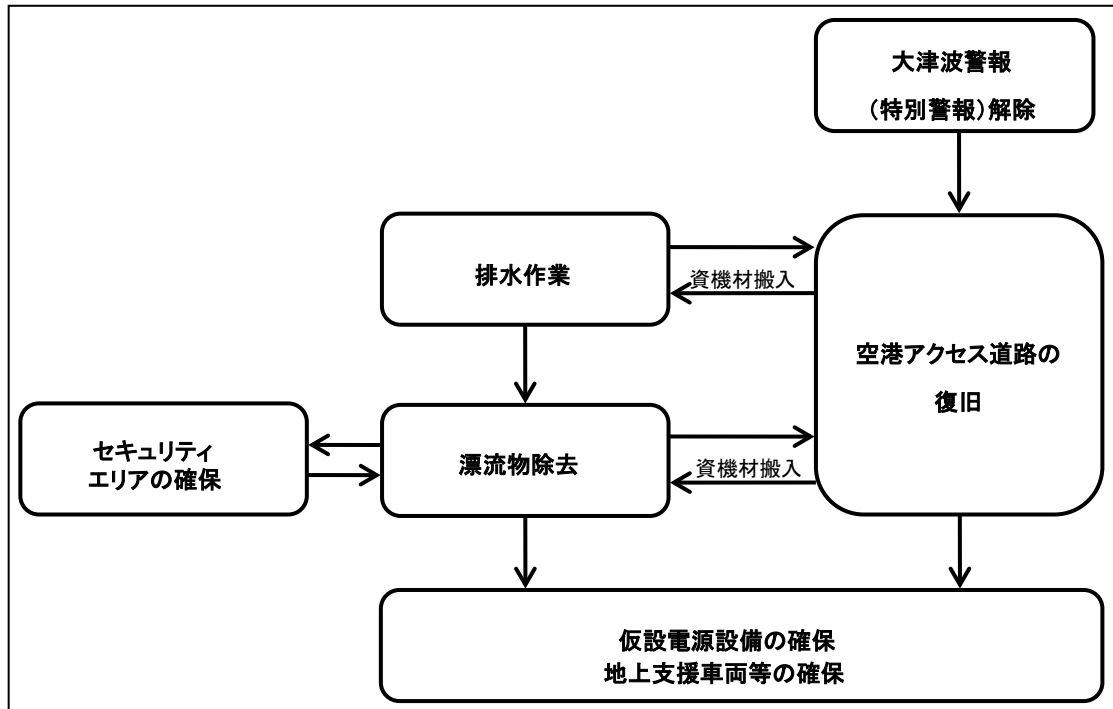 大津波警報
（特別警報）解除
排水作業
資機材搬入
空港アクセス道路の
復旧
セキュリティ
エリアの確保
漂流物除去
資機材搬入
仮設電源設備の確保
地上支援車両等の確保